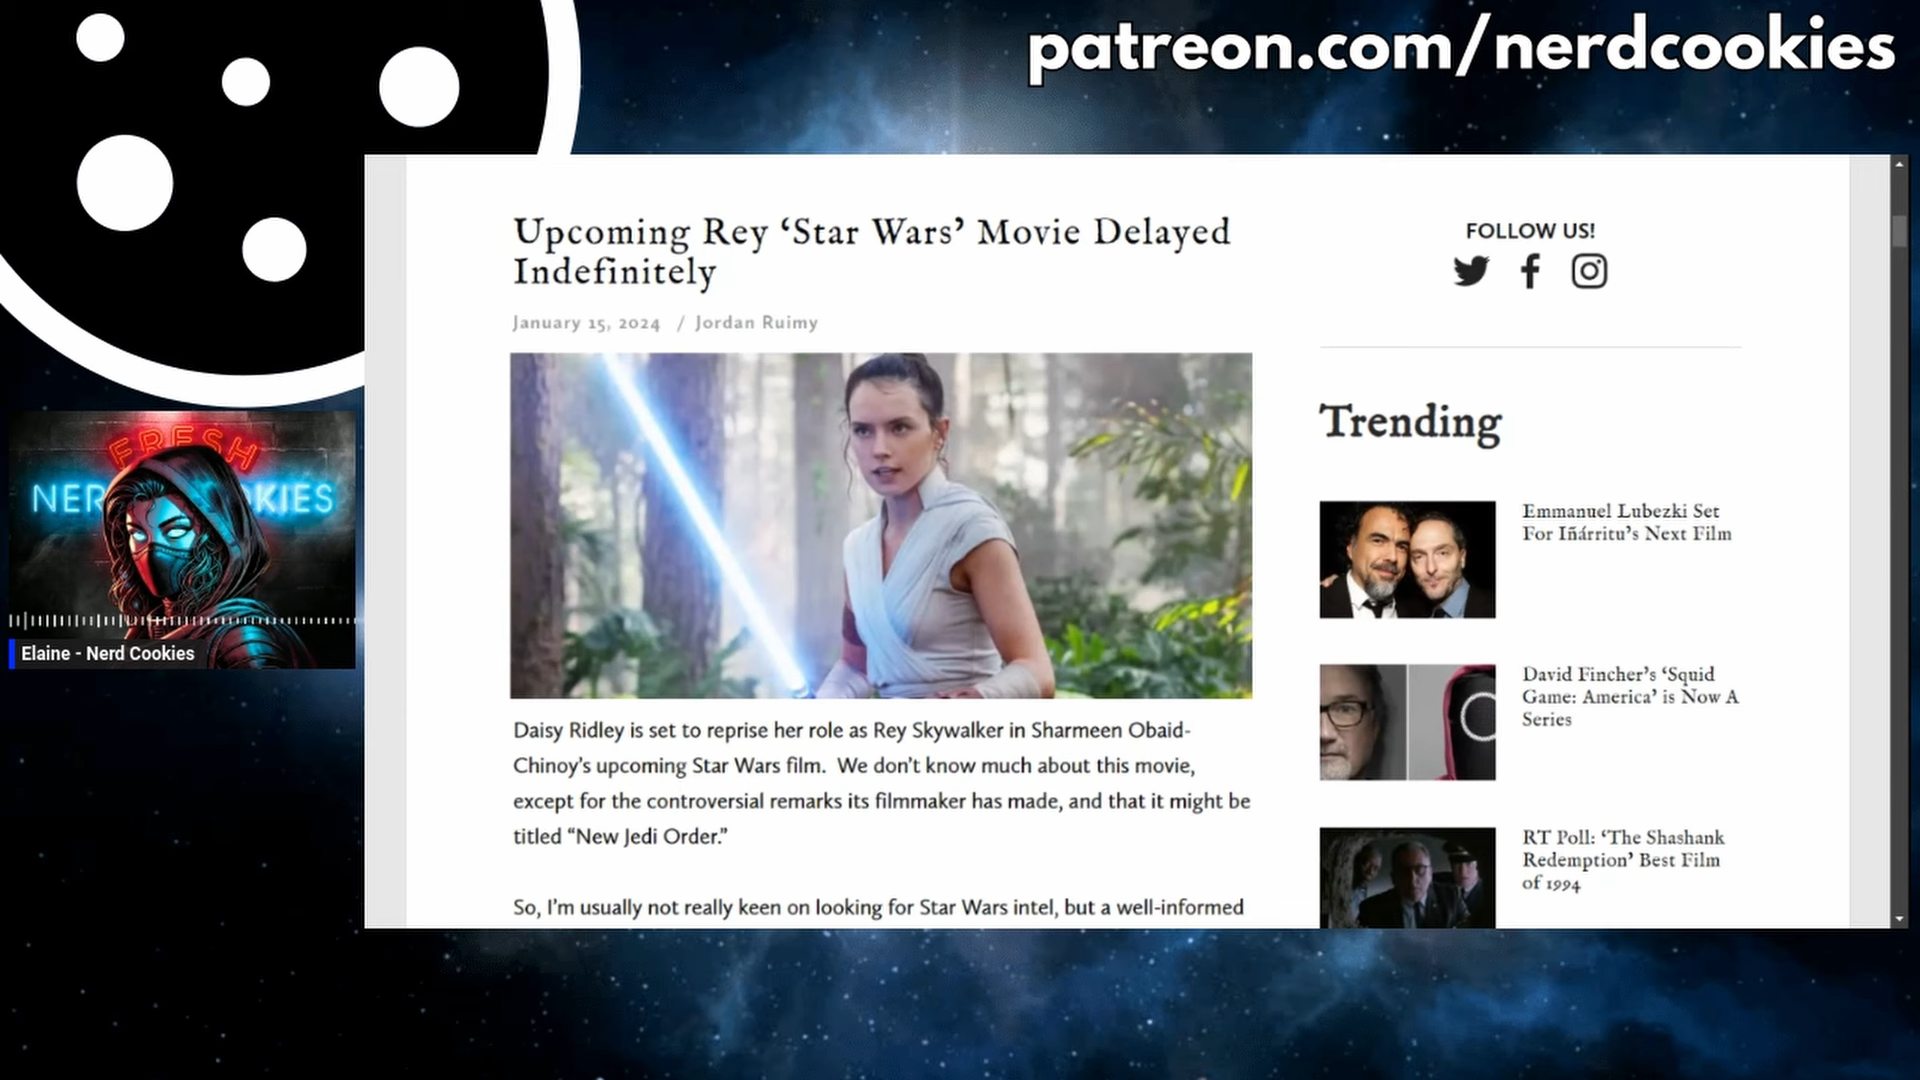 patreon.com/nerdcookies
Upcoming Rey ‘Star Wars’ Movie Delayed
Indefinitely
January 15, 2024 / Jordan Ruimy
Daisy Ridley is set to reprise her role as Rey Skywalker in Sharmeen Obaid-
Chinoy’s upcoming Star Wars film. We don’t know much about this movie,
except for the controversial remarks its filmmaker has made, and that it might be
titled “New Jedi Order.”
So, I’m usually not really keen on looking for Star Wars intel, but a well-informed
FOLLOW US!
Trending
Emmanuel Lubezki Set
For Iñárritu’s Next Film
David Fincher’s ‘Squid
Game: America’ is Now A
Series
RT Poll: ‘The Shashank
Redemption’ Best Film
of 1994
FRESH
NER KIES
Elaine - Nerd Cookies